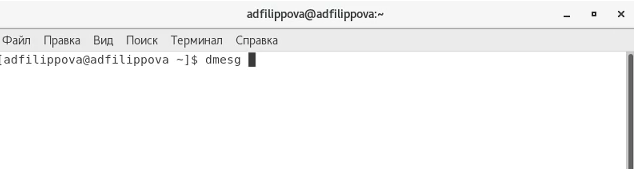 adfilippova@adfilippova:~
Файл Правка Вид Поиск Терминал Справка
[adfilippova@adfilippova ~]$ dmesg